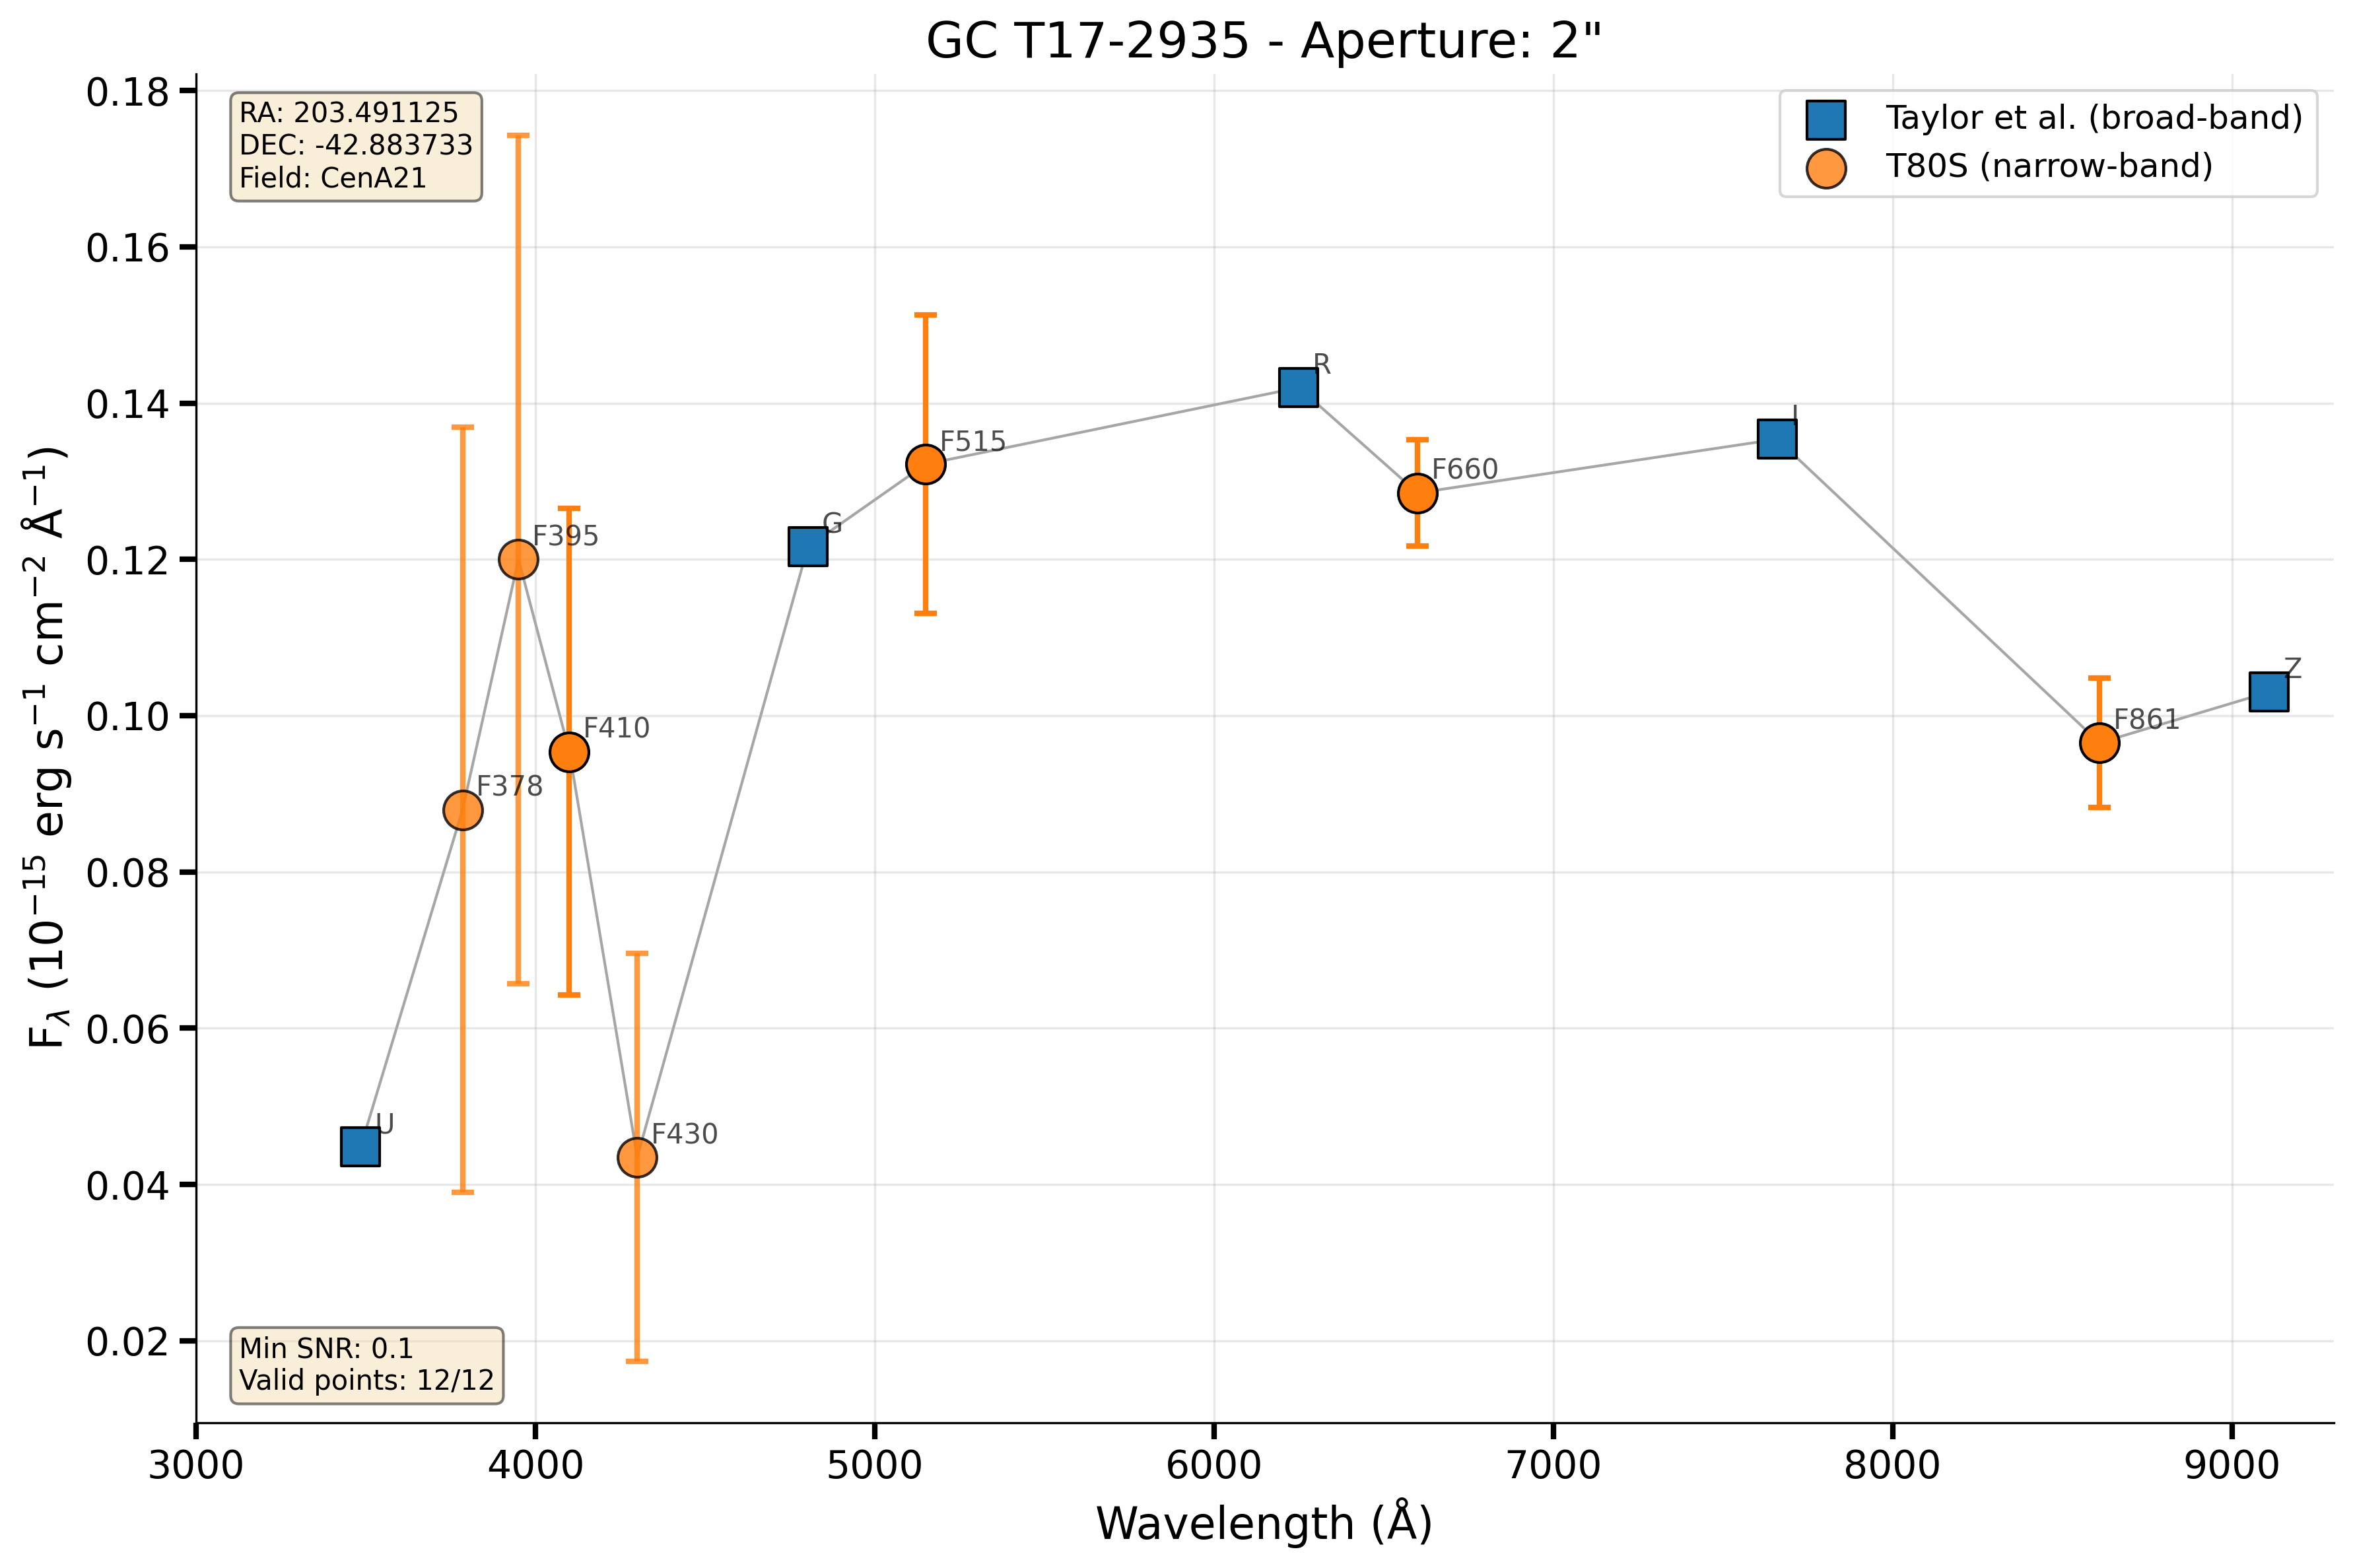 GC T17-2935 - Aperture: 2"
RA: 203.491125
DEC: -42.883733
Field: CenA21
Taylor et al. (broad-band)
T80S (narrow-band)
0.18
0.16
0.14
0.12
0.10
0.08
0.06
0.04
0.02
Fλ (10⁻¹⁵ erg s⁻¹ cm⁻² Å⁻¹)
U
F378
F395
F410
F430
G
F515
R
F660
I
F861
Z
Min SNR: 0.1
Valid points: 12/12
3000
4000
5000
6000
7000
8000
9000
Wavelength (Å)